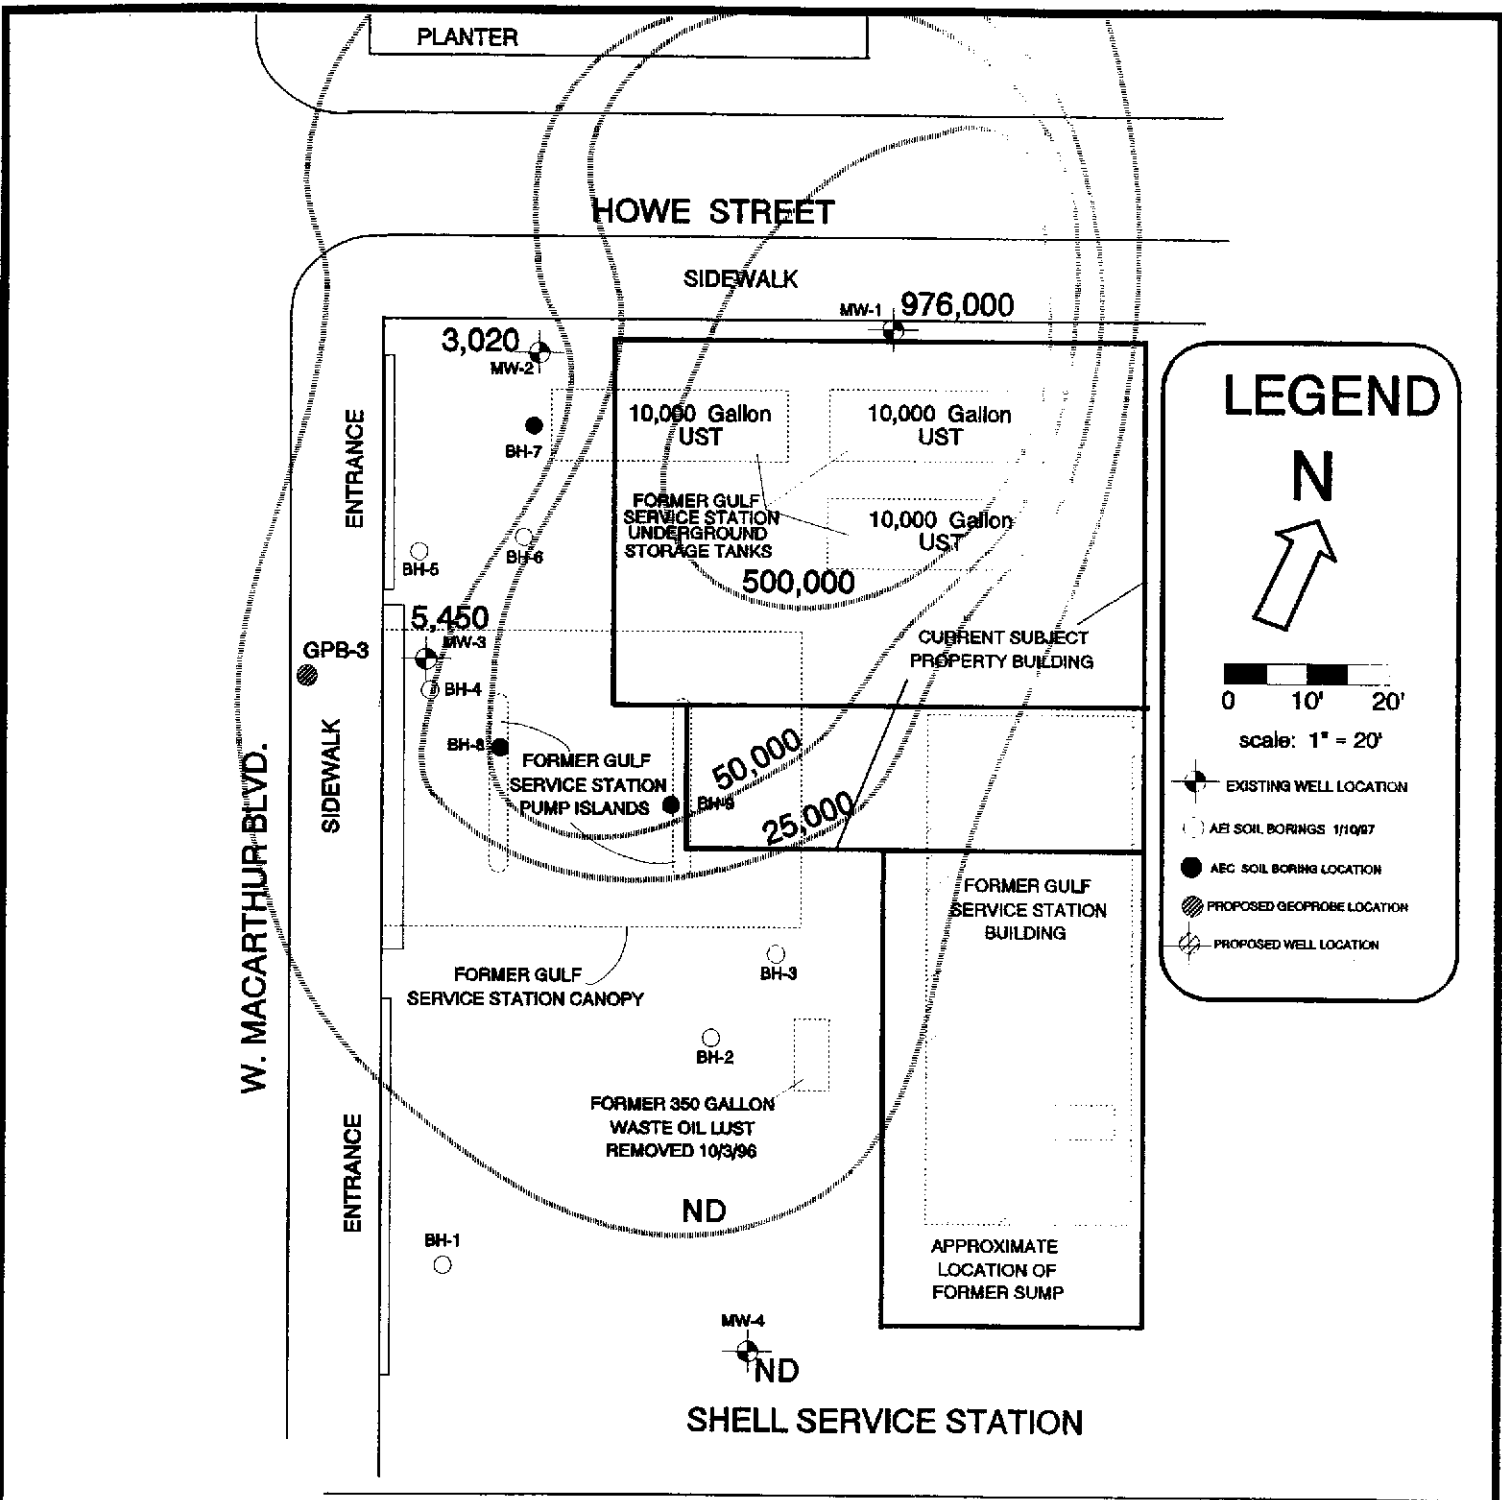 PLANTER
HOWE STREET
SIDEWALK
MW-1 976,000
3,020
MW-2
10,000 Gallon
UST
10,000 Gallon
UST
BH-7
ENTRANCE
FORMER GULF
SERVICE STATION
UNDERGROUND
STORAGE TANKS
10,000 Gallon
UST
BH-6
BH-5
500,000
5,450
MW-3
GPB-3
BH-4
CURRENT SUBJECT
PROPERTY BUILDING
SIDEWALK
W. MACARTHUR BLVD.
BH-8
FORMER GULF
SERVICE STATION
PUMP ISLANDS
50,000
BH-9
25,000
FORMER GULF
SERVICE STATION
BUILDING
FORMER GULF
SERVICE STATION CANOPY
BH-3
BH-2
FORMER 350 GALLON
WASTE OIL LUST
REMOVED 10/3/96
ENTRANCE
ND
BH-1
APPROXIMATE
LOCATION OF
FORMER SUMP
MW-4
ND
SHELL SERVICE STATION
LEGEND
N
0 10' 20'
scale: 1" = 20'
EXISTING WELL LOCATION
AEI SOIL BORINGS 1/10/97
AEC SOIL BORING LOCATION
PROPOSED GEOPROBE LOCATION
PROPOSED WELL LOCATION